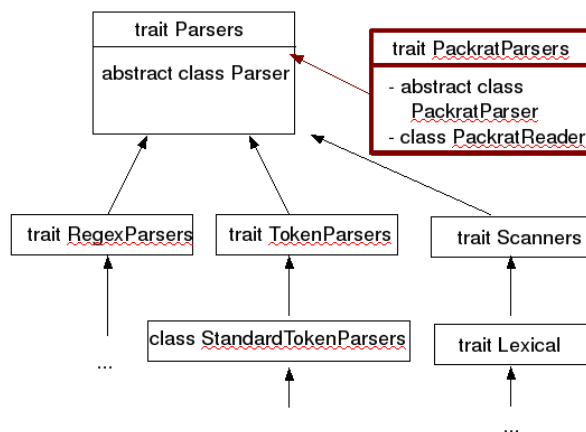 trait Parsers
abstract class Parser
trait PackratParsers
- abstract class
PackratParser
- class PackratReader
trait RegexParsers
trait TokenParsers
trait Scanners
class StandardTokenParsers
trait Lexical
...
...